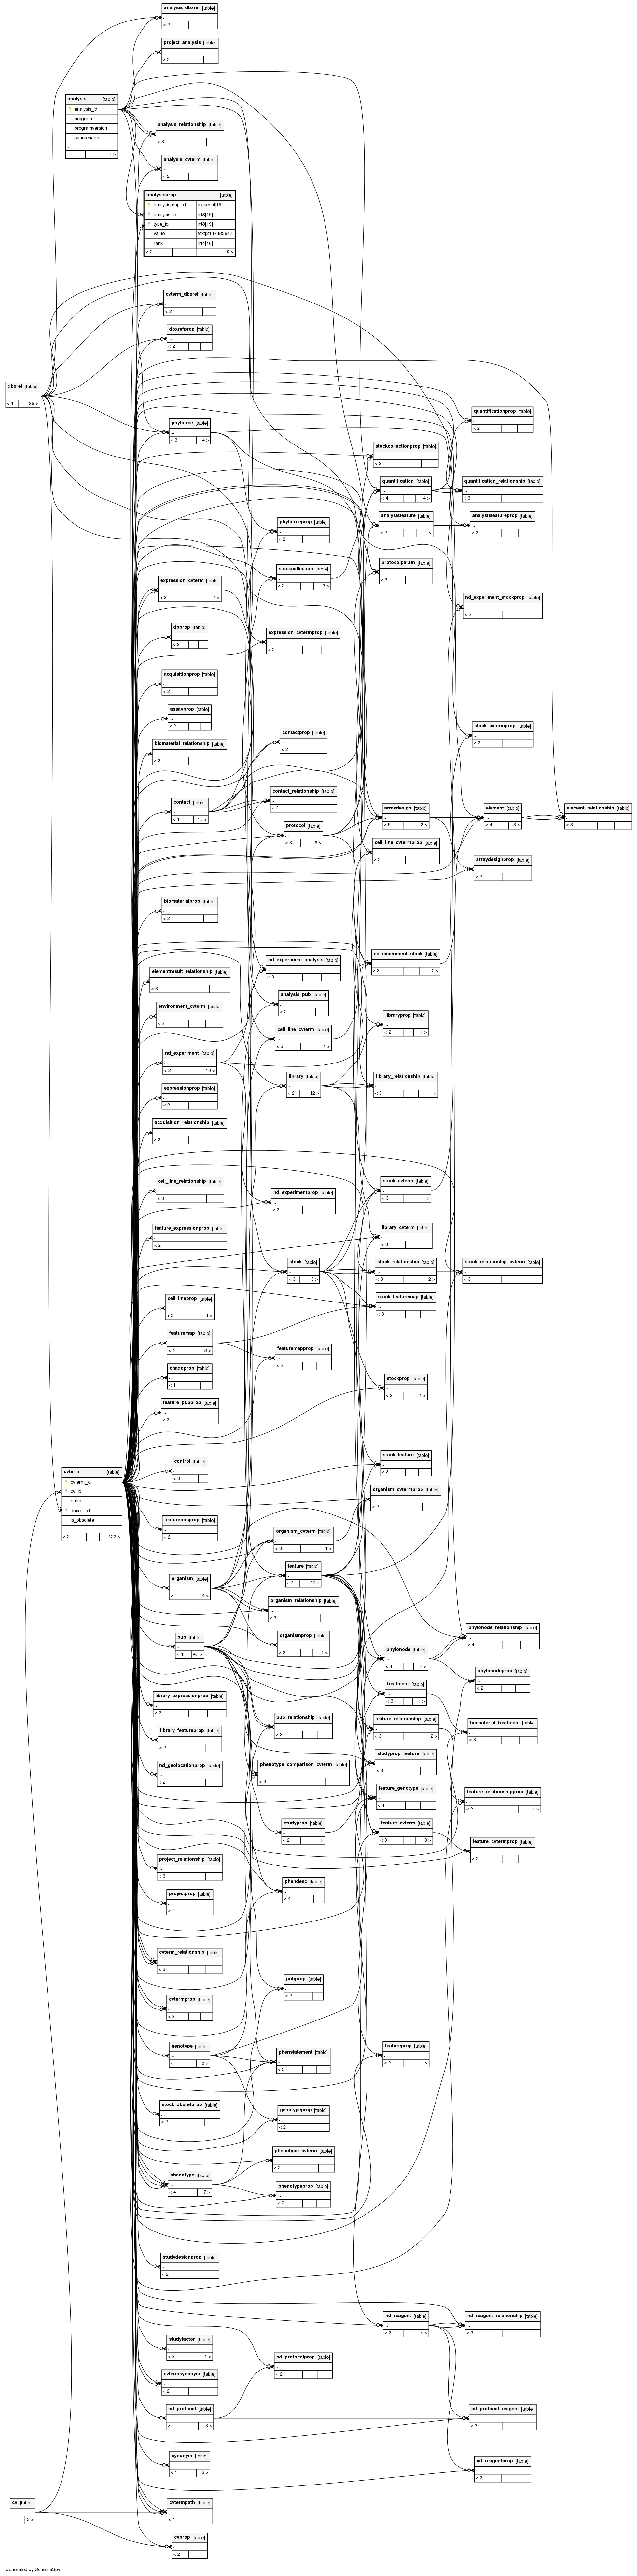 analysis_dbxref [table]
...
< 2
project_analysis [table]
...
< 2
analysis [table]
analysis_id
program
programversion
sourcename
...
11 >
analysis_relationship [table]
...
< 3
analysis_cvterm [table]
...
< 2
analysisprop [table]
analysisprop_id bigserial[19]
analysis_id int8[19]
type_id int8[19]
value text[2147483647]
rank int4[10]
< 2 0 >
cvterm_dbxref [table]
...
< 2
dbxrefprop [table]
...
< 2
dbxref [table]
...
< 1 25 >
phylotree [table]
...
< 3 4 >
quantificationprop [table]
...
< 2
stockcollectionprop [table]
...
< 2
quantification [table]
...
< 4 4 >
quantification_relationship [table]
...
< 3
phylotreeprop [table]
...
< 2
analysisfeature [table]
...
< 2 1 >
analysisfeatureprop [table]
...
< 2
stockcollection [table]
...
< 2 3 >
protocolparam [table]
...
< 3
expression_cvterm [table]
...
< 3 1 >
nd_experiment_stockprop [table]
...
< 2
dbprop [table]
...
< 2
expression_cvtermprop [table]
...
< 2
acquisitionprop [table]
...
< 2
assayprop [table]
...
< 2
biomaterial_relationship [table]
...
< 3
contactprop [table]
...
< 2
stock_cvtermprop [table]
...
< 2
contact [table]
...
< 1 15 >
contact_relationship [table]
...
< 3
protocol [table]
...
< 3 6 >
arraydesign [table]
...
< 5 3 >
element [table]
...
< 4 3 >
element_relationship [table]
...
< 3
cell_line_cvtermprop [table]
...
< 2
arraydesignprop [table]
...
< 2
biomaterialprop [table]
...
< 2
elementresult_relationship [table]
...
< 3
nd_experiment_analysis [table]
...
< 3
nd_experiment_stock [table]
...
< 3 2 >
environment_cvterm [table]
...
< 2
analysis_pub [table]
...
< 2
libraryprop [table]
...
< 2 1 >
nd_experiment [table]
...
< 2 10 >
cell_line_cvterm [table]
...
< 3 1 >
expressionprop [table]
...
< 2
library [table]
...
< 2 12 >
library_relationship [table]
...
< 3 1 >
acquisition_relationship [table]
...
< 3
cell_line_relationship [table]
...
< 3
nd_experimentprop [table]
...
< 2
stock_cvterm [table]
...
< 3 1 >
feature_expressionprop [table]
...
< 2
library_cvterm [table]
...
< 3
stock [table]
...
< 3 13 >
stock_relationship [table]
...
< 3 2 >
stock_relationship_cvterm [table]
...
< 3
cell_lineprop [table]
...
< 2 1 >
stock_featuremap [table]
...
< 3
featuremap [table]
...
< 1 8 >
featuremapprop [table]
...
< 2
chadoprop [table]
...
< 1
stockprop [table]
...
< 2 1 >
feature_pubprop [table]
...
< 2
control [table]
...
< 3
stock_feature [table]
...
< 3
cvterm [table]
cvterm_id
cv_id
name
dbxref_id
is_obsolete
...
< 2 122 >
organism_cvtermprop [table]
...
< 2
featureposprop [table]
...
< 2
organism_cvterm [table]
...
< 3 1 >
organism [table]
...
< 1 14 >
feature [table]
...
< 3 30 >
organism_relationship [table]
...
< 3
pub [table]
...
< 1 47 >
organismprop [table]
...
< 2 1 >
phylonode [table]
...
< 4 7 >
phylonode_relationship [table]
...
< 4
phylonodeprop [table]
...
< 2
library_expressionprop [table]
...
< 2
pub_relationship [table]
...
< 3
treatment [table]
...
< 3 1 >
feature_relationship [table]
...
< 3 2 >
biomaterial_treatment [table]
...
< 3
library_featureprop [table]
...
< 2
nd_geolocationprop [table]
...
< 2
phenotype_comparison_cvterm [table]
...
< 3
studyprop_feature [table]
...
< 3
feature_genotype [table]
...
< 4
feature_relationshipprop [table]
...
< 2 1 >
studyprop [table]
...
< 2 1 >
feature_cvterm [table]
...
< 3 3 >
feature_cvtermprop [table]
...
< 2
project_relationship [table]
...
< 3
projectprop [table]
...
< 2
phendesc [table]
...
< 4
cvterm_relationship [table]
...
< 3
cvtermprop [table]
...
< 2
pubprop [table]
...
< 2
genotype [table]
...
< 1 8 >
phenstatement [table]
...
< 5
featureprop [table]
...
< 2 1 >
stock_dbxrefprop [table]
...
< 2
genotypeprop [table]
...
< 2
phenotype_cvterm [table]
...
< 2
phenotype [table]
...
< 4 7 >
phenotypeprop [table]
...
< 2
studydesignprop [table]
...
< 2
nd_reagent [table]
...
< 2 4 >
nd_reagent_relationship [table]
...
< 3
studyfactor [table]
...
< 2 1 >
nd_protocolprop [table]
...
< 2
cvtermsynonym [table]
...
< 2
nd_protocol [table]
...
< 1 3 >
nd_protocol_reagent [table]
...
< 3
synonym [table]
...
< 1 3 >
nd_reagentprop [table]
...
< 2
cv [table]
...
3 >
cvtermpath [table]
...
< 4
cvprop [table]
...
< 2
Generated by SchemaSpy